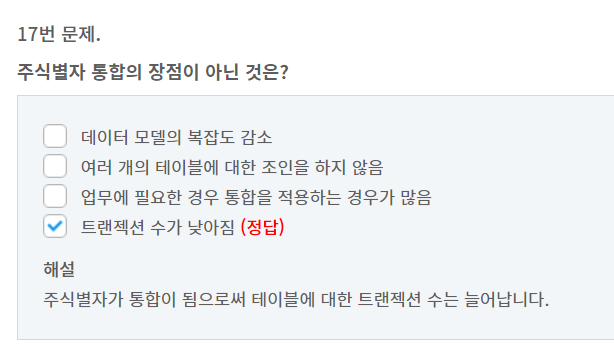 17번 문제.
주식별자 통합의 장점이 아닌 것은?
데이터 모델의 복잡도 감소
여러 개의 테이블에 대한 조인을 하지 않음
업무에 필요한 경우 통합을 적용하는 경우가 많음
트랜젝션 수가 낮아짐 (정답)
해설
주식별자가 통합이 됨으로써 테이블에 대한 트랜젝션 수는 늘어납니다.